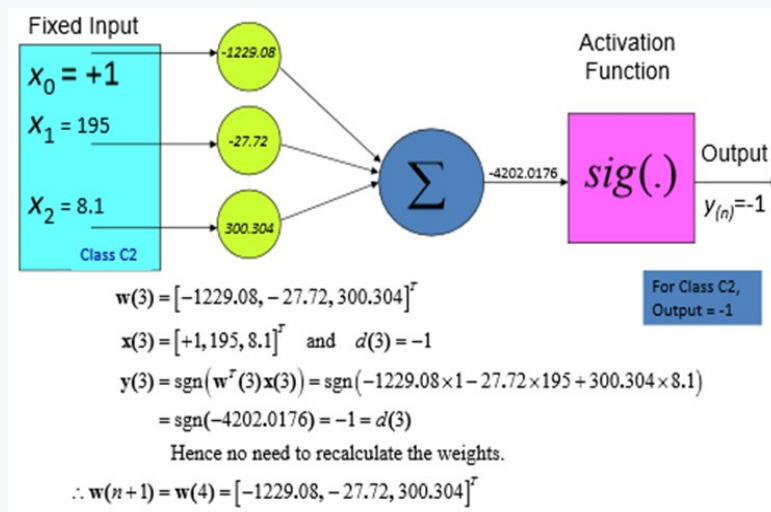 Fixed Input
Activation
Function
x₀ = +1
-1229.08
X₁ = 195
-27.72
Σ
-4202.0176
sig(.)
Output
y(n)=-1
X₂ = 8.1
300.304
Class C2
For Class C2,
Output = -1
w(3) = [-1229.08, -27.72, 300.304]ᵀ
x(3) = [+1, 195, 8.1]ᵀ and d(3) = -1
y(3) = sgn(wᵀ(3)x(3)) = sgn(-1229.08×1-27.72×195+300.304×8.1)
= sgn(-4202.0176) = -1 = d(3)
Hence no need to recalculate the weights.
∴ w(n+1) = w(4) = [-1229.08, -27.72, 300.304]ᵀ